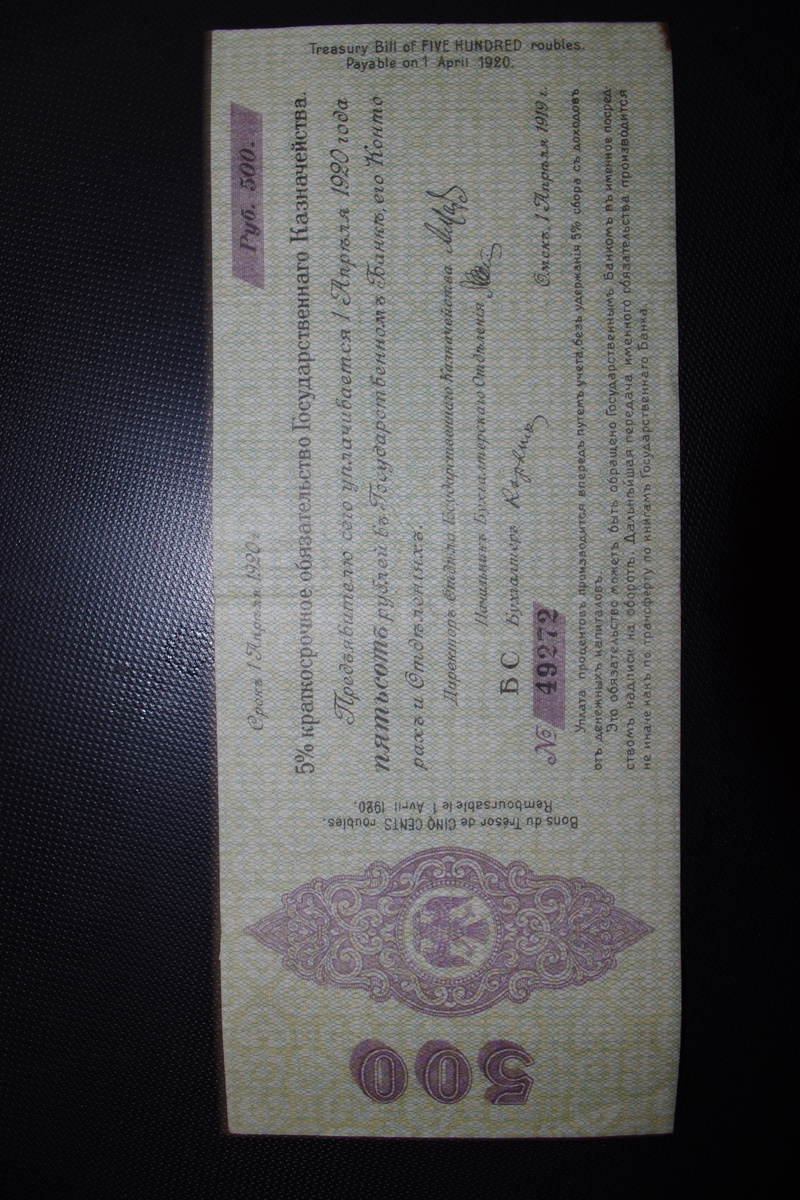 Treasury Bill of FIVE HUNDRED roubles.
Payable on 1 April 1920.
Срокъ 1 Апрѣля 1920 г.
Руб. 500.
5% краткосрочное обязательство Государственнаго Казначейства.
Предъявителю сего уплачивается 1 Апрѣля 1920 года
пятьсотъ рублей въ Государственномъ Банкѣ, его Конто
рахъ и Отдѣленіяхъ.
Директоръ Отдѣла Государственнаго Казначейства
Начальникъ Бухгалтерскаго Отдѣленія
БС Бухгалтеръ
№ 49272
Омскъ, 1 Апрѣля 1919 г.
Уплата процентовъ производится впередъ путемъ учета, безъ удержанія 5% сбора съ доходовъ
отъ денежныхъ капиталовъ.
Это обязательство можетъ быть обращено Государственнымъ Банкомъ въ именное посред
ствомъ надписи на оборотѣ. Дальнѣйшая передача именного обязательства производится
не иначе какъ по трансферту по книгамъ Государственнаго Банка.
Bons du Trésor de CINQ CENTS roubles.
Remboursable le 1 Avril 1920.
500